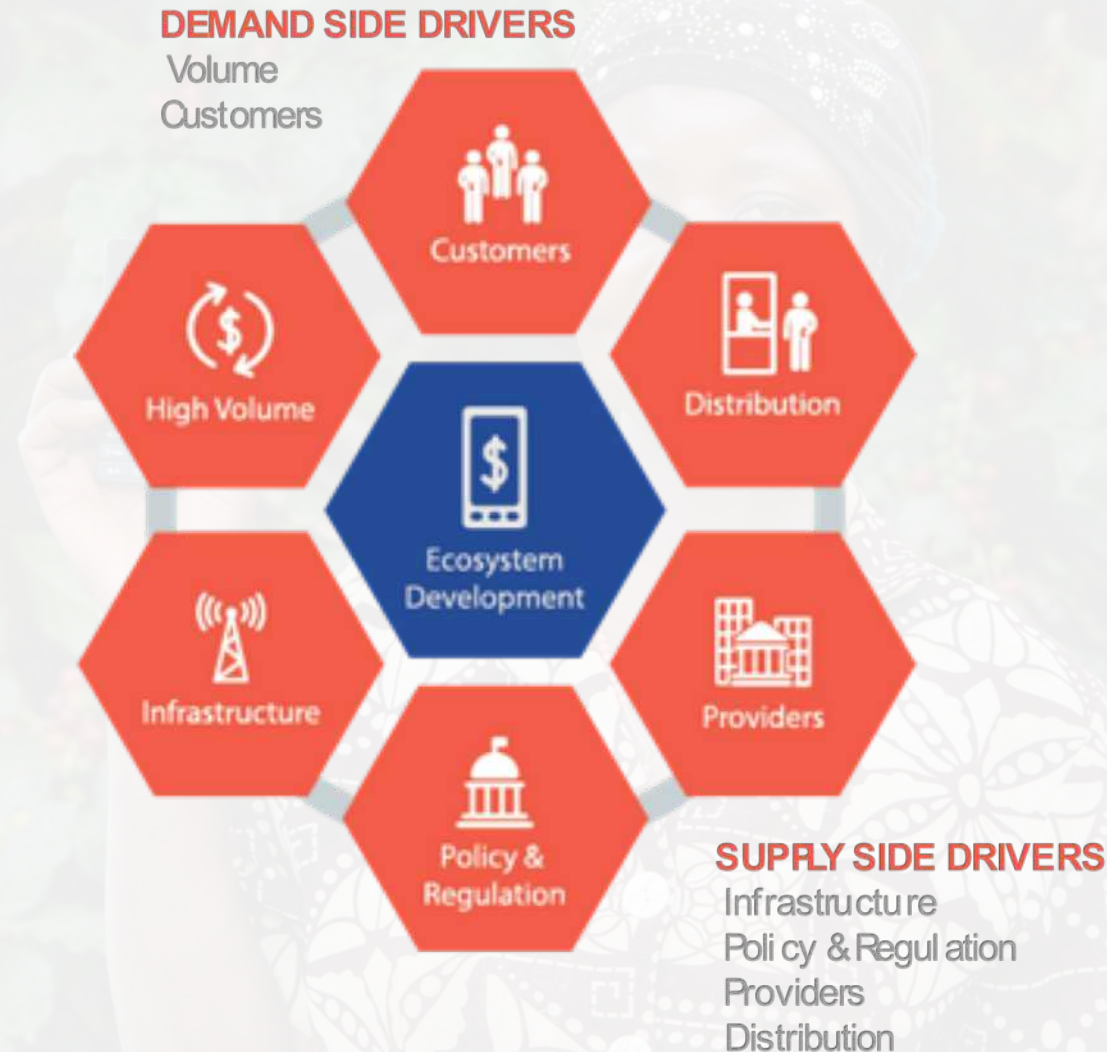 DEMAND SIDE DRIVERS
Volume
Customers
Customers
High Volume
Distribution
Ecosystem
Development
Infrastructure
Providers
Policy &
Regulation
SUPPLY SIDE DRIVERS
Infrastructure
Policy & Regulation
Providers
Distribution